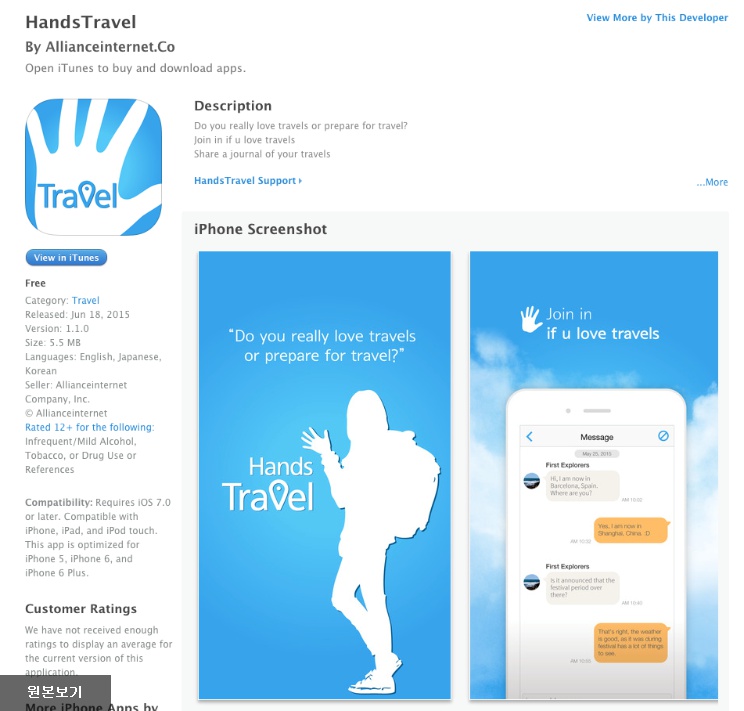 HandsTravel
View More by This Developer
By Allianceinternet.Co
Open iTunes to buy and download apps.
Travel
View in iTunes
Free
Category: Travel
Released: Jun 18, 2015
Version: 1.1.0
Size: 5.5 MB
Languages: English, Japanese,
Korean
Seller: Allianceinternet
Company, Inc.
© Allianceinternet
Rated 12+ for the following:
Infrequent/Mild Alcohol,
Tobacco, or Drug Use or
References
Compatibility: Requires iOS 7.0
or later. Compatible with
iPhone, iPad, and iPod touch.
This app is optimized for
iPhone 5, iPhone 6, and
iPhone 6 Plus.
Customer Ratings
We have not received enough
ratings to display an average for
the current version of this
application.
More iPhone Apps by
원본보기
Description
Do you really love travels or prepare for travel?
Join in if u love travels
Share a journal of your travels
HandsTravel Support
...More
iPhone Screenshot
“Do you really love travels
or prepare for travel?”
Hands
Travel
Join in
if u love travels
Message
May 25, 2015
First Explorers
Hi, I am now in
Barcelona, Spain.
Where are you?
AM 10:02
Yes, I am now in
Shanghai, China. :D
First Explorers
Is it announced that the
festival period over
there?
AM 10:40
That's right, the weather
is good, as it was during
festival has a lot of things
to see.